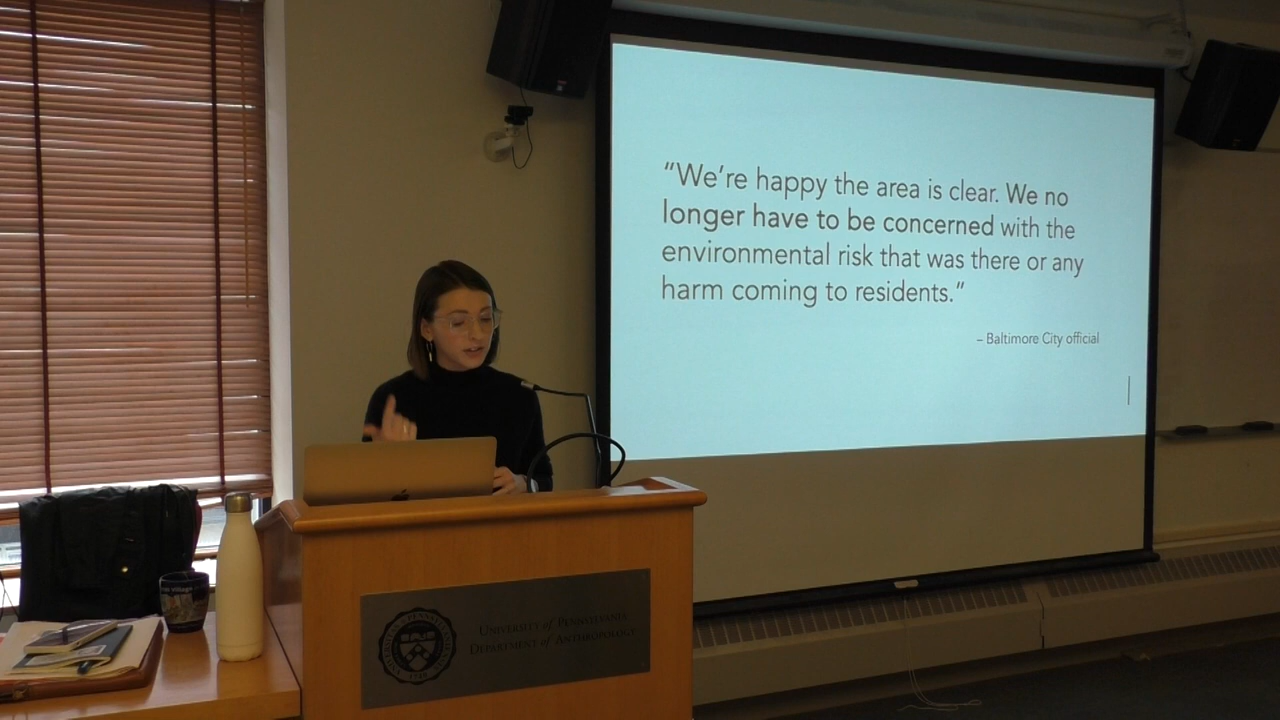 “We’re happy the area is clear. We no
longer have to be concerned with the
environmental risk that was there or any
harm coming to residents.”
– Baltimore City official
University of Pennsylvania
Department of Anthropology